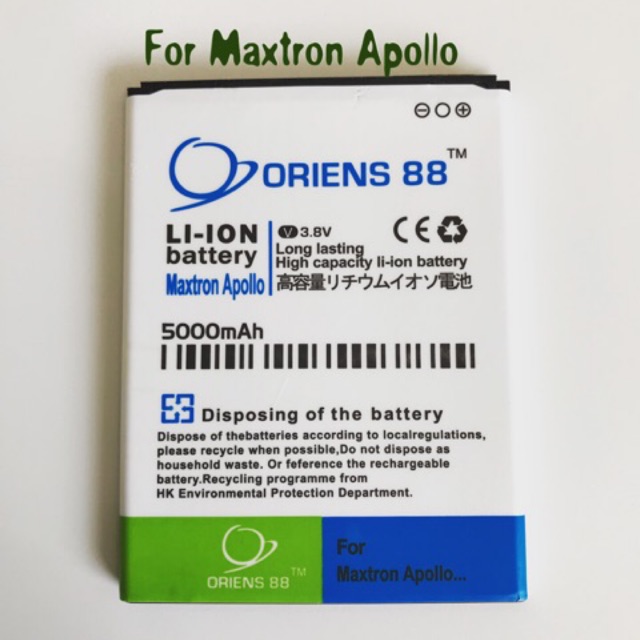 For Maxtron Apollo
ORIENS 88™
LI-ION
battery
Maxtron Apollo
V 3.8V
Long lasting
High capacity li-ion battery
高容量リチウムイオソ電池
5000mAh
Disposing of the battery
Dispose of thebatteries according to localregulations,
please recycle when possible,Do not dispose as
household waste. Or feference the rechargeable
battery.Recycling programme from
HK Environmental Protection Department.
ORIENS 88™
For
Maxtron Apollo...